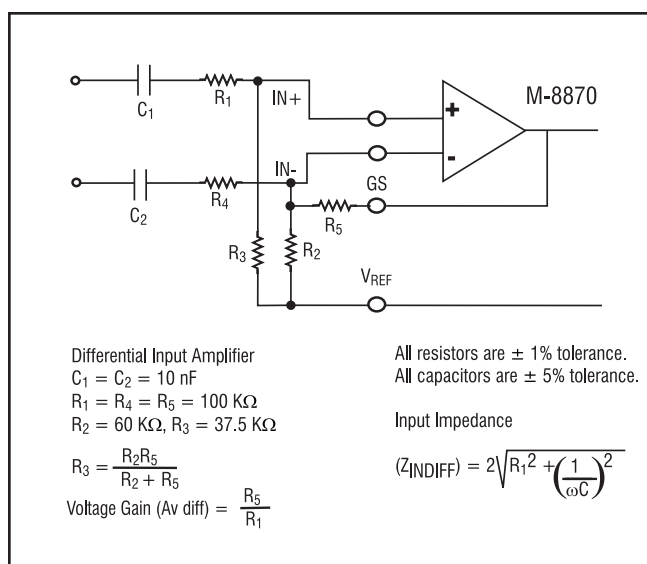 M-8870
IN+
R1
C1
+
-
IN-
GS
R4
C2
R5
R3
R2
VREF
Differential Input Amplifier
C1 = C2 = 10 nF
R1 = R4 = R5 = 100 KΩ
R2 = 60 KΩ, R3 = 37.5 KΩ
R3 = R2R5 / R2 + R5
Voltage Gain (Av diff) = R5 / R1
All resistors are ± 1% tolerance.
All capacitors are ± 5% tolerance.
Input Impedance
(ZINDIFF) = 2√R1² + (1/ωC)²